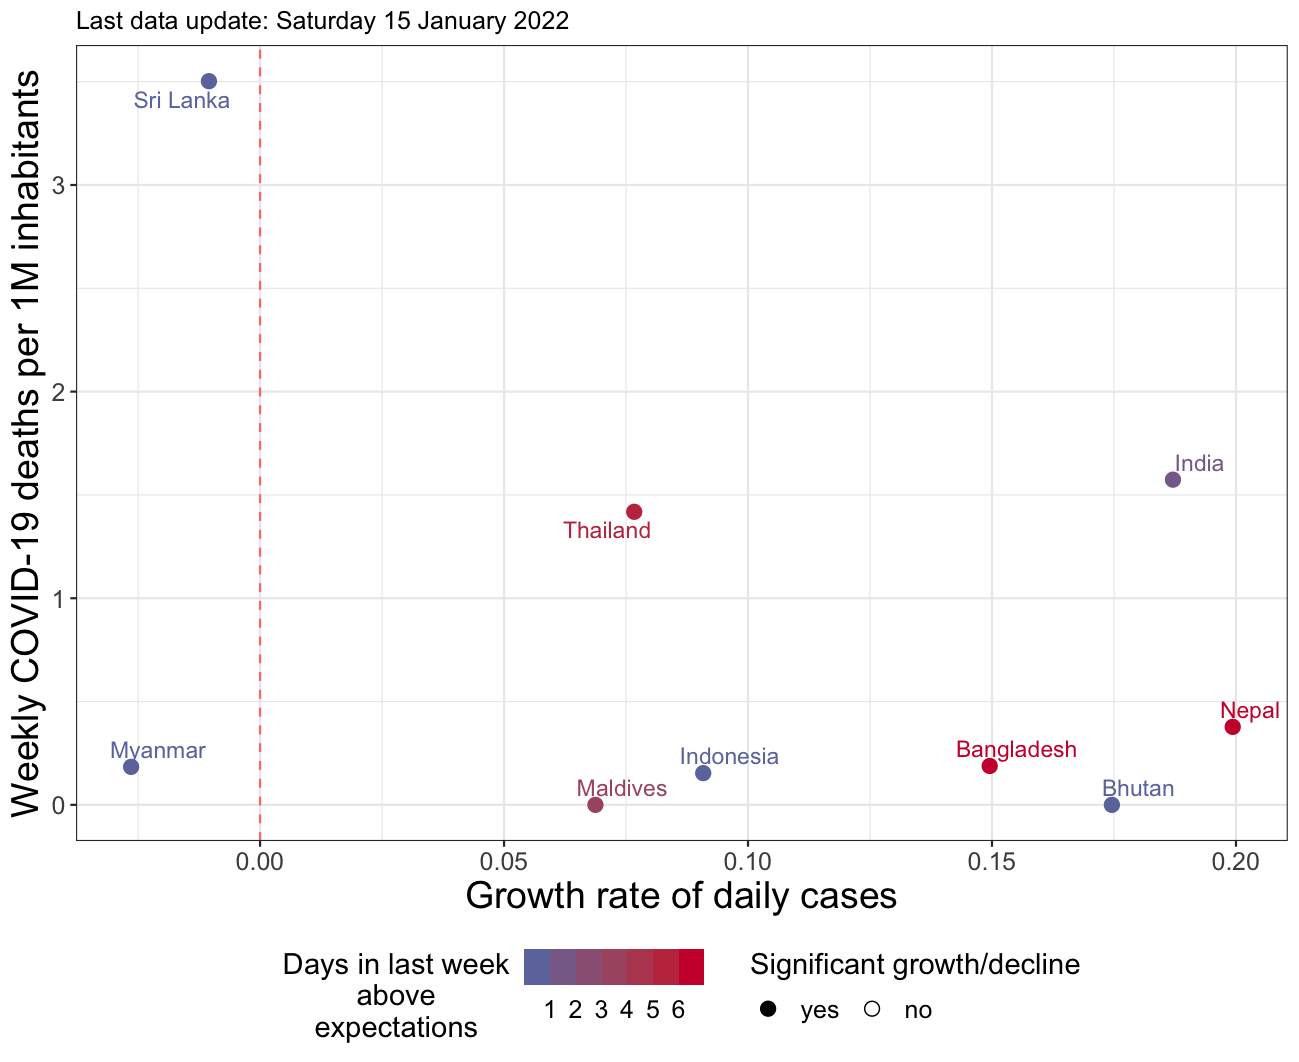 Last data update: Saturday 15 January 2022
Weekly COVID-19 deaths per 1M inhabitants
3
2
1
0
Sri Lanka
India
Thailand
Nepal
Myanmar
Indonesia
Bangladesh
Maldives
Bhutan
0.00 0.05 0.10 0.15 0.20
Growth rate of daily cases
Days in last week
above
expectations
1 2 3 4 5 6
Significant growth/decline
yes no